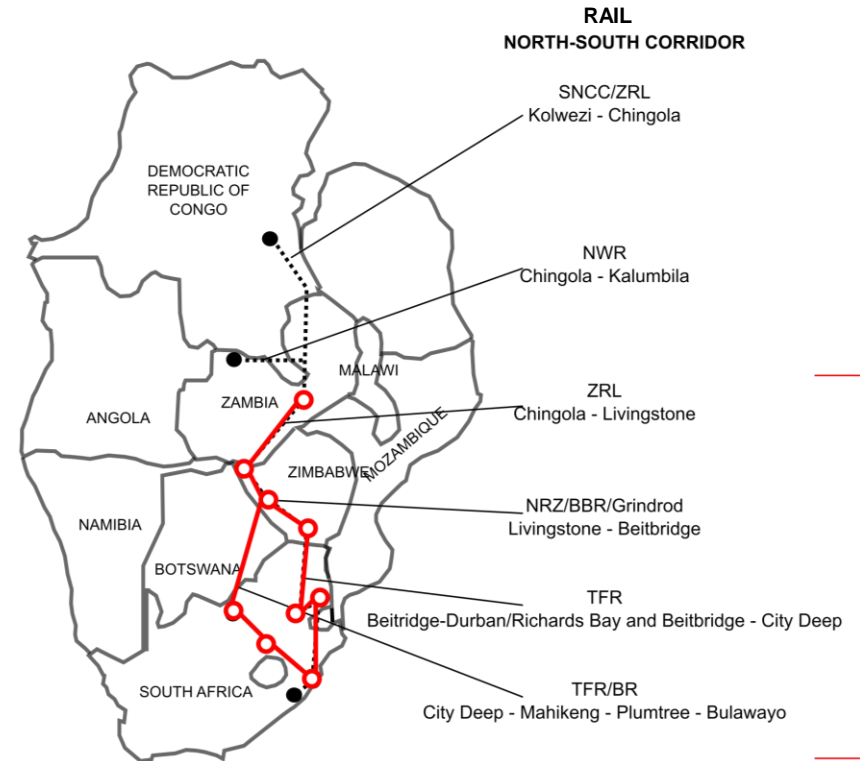 RAIL
NORTH-SOUTH CORRIDOR
SNCC/ZRL
Kolwezi - Chingola
DEMOCRATIC
REPUBLIC OF
CONGO
NWR
Chingola - Kalumbila
MALAWI
ZAMBIA
ANGOLA
ZRL
Chingola - Livingstone
MOZAMBIQUE
ZIMBABWE
NRZ/BBR/Grindrod
Livingstone - Beitbridge
NAMIBIA
BOTSWANA
TFR
Beitridge-Durban/Richards Bay and Beitbridge - City Deep
SOUTH AFRICA
TFR/BR
City Deep - Mahikeng - Plumtree - Bulawayo